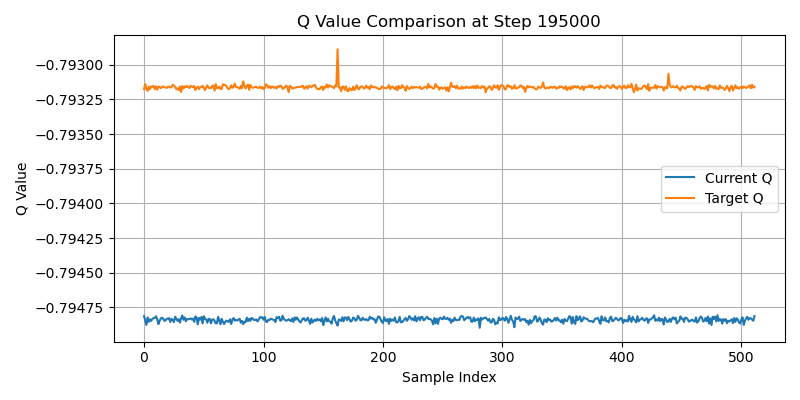 Q Value Comparison at Step 195000
−0.79300
−0.79325
−0.79350
−0.79375
−0.79400
−0.79425
−0.79450
−0.79475
Q Value
Current Q
Target Q
0 100 200 300 400 500
Sample Index